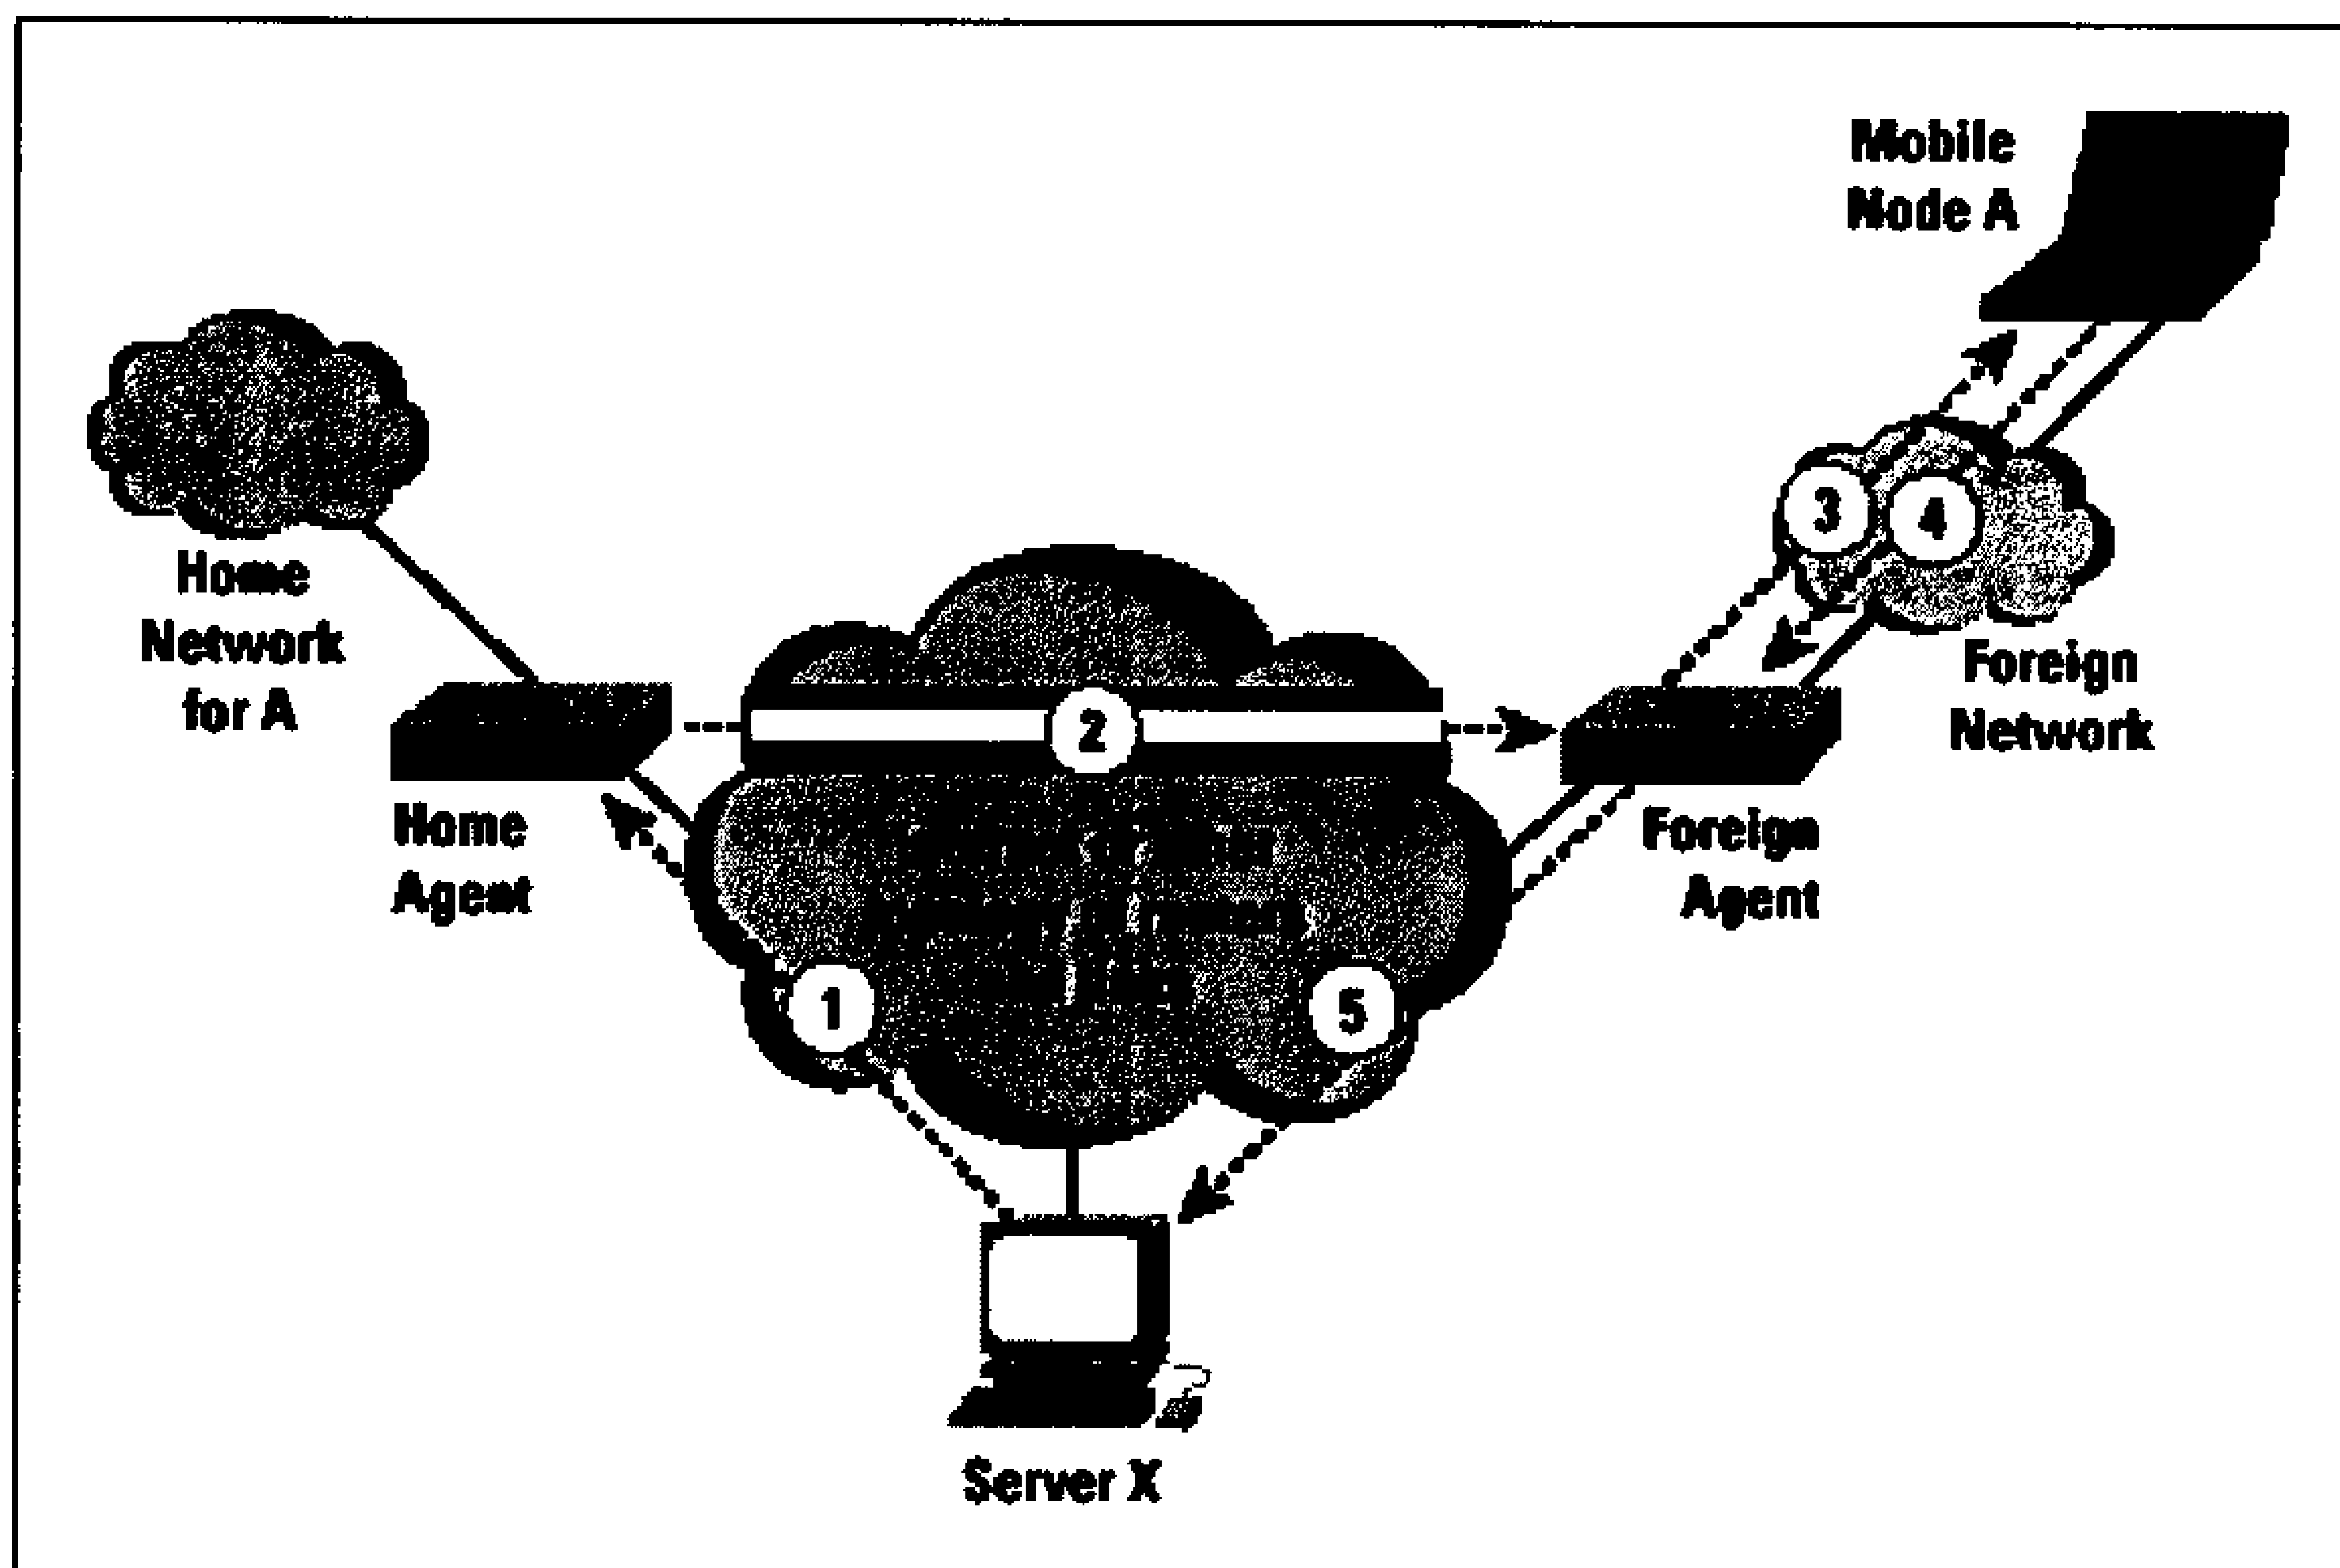 Mobile
Node A
3
4
Home
Network
for A
Foreign
Network
2
Home
Agent
Foreign
Agent
1
5
Server X